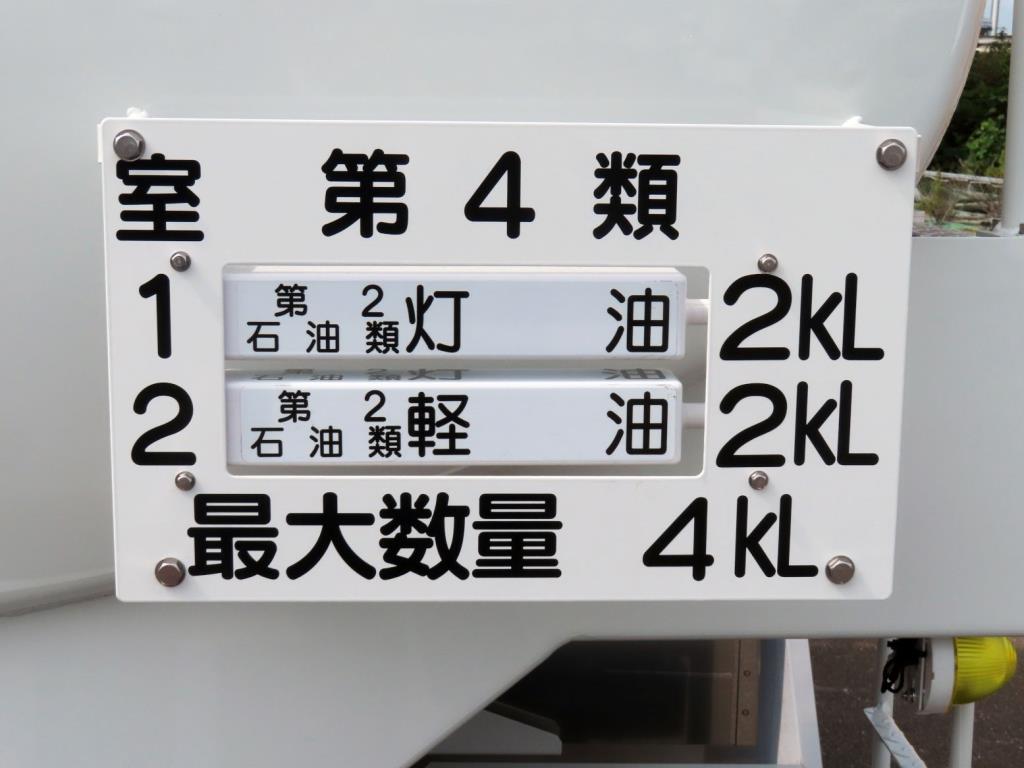 室 第4類
1 第2石油類 灯油 2kL
2 第2石油類 軽油 2kL
最大数量 4kL